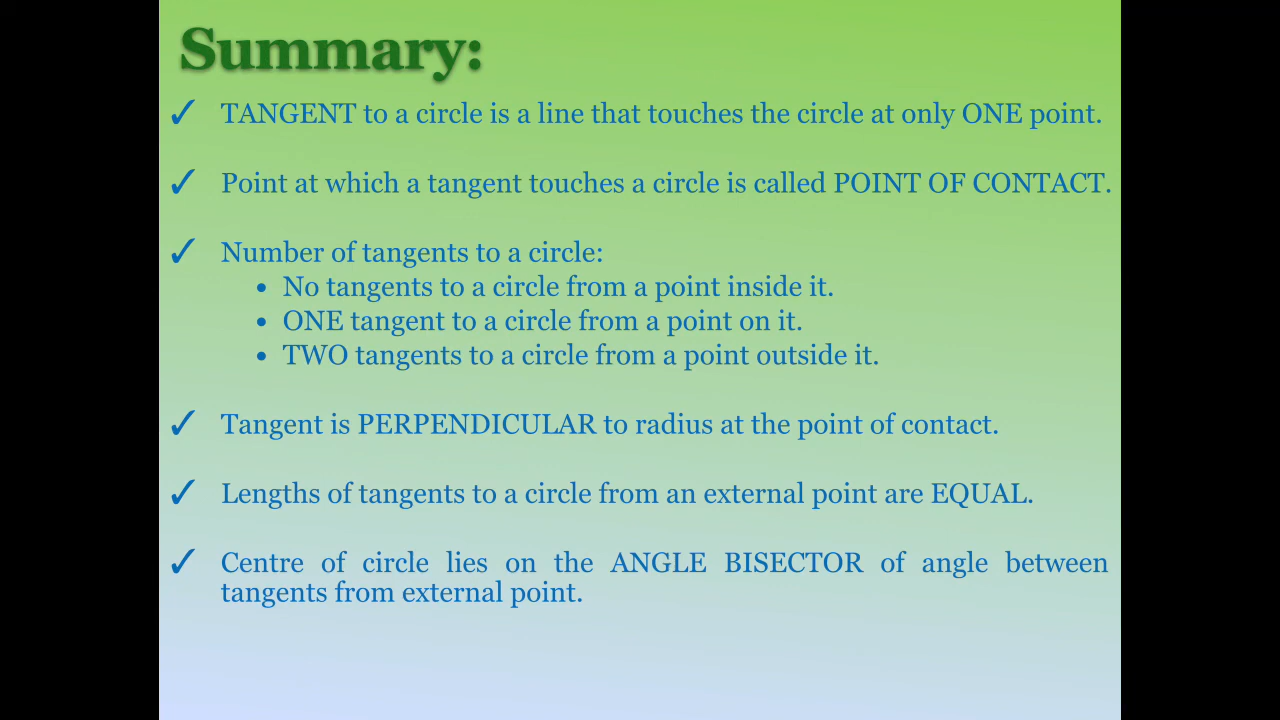 Summary:
✓ TANGENT to a circle is a line that touches the circle at only ONE point.
✓ Point at which a tangent touches a circle is called POINT OF CONTACT.
✓ Number of tangents to a circle:
• No tangents to a circle from a point inside it.
• ONE tangent to a circle from a point on it.
• TWO tangents to a circle from a point outside it.
✓ Tangent is PERPENDICULAR to radius at the point of contact.
✓ Lengths of tangents to a circle from an external point are EQUAL.
✓ Centre of circle lies on the ANGLE BISECTOR of angle between
tangents from external point.